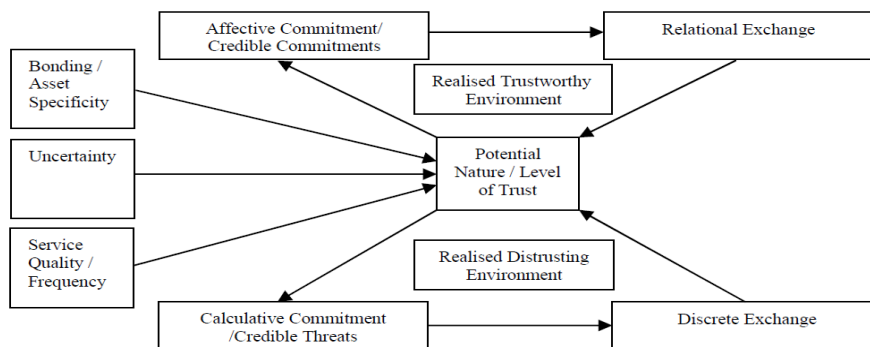 Affective Commitment/
Credible Commitments
Relational Exchange
Bonding /
Asset
Specificity
Realised Trustworthy
Environment
Uncertainty
Potential
Nature / Level
of Trust
Service
Quality /
Frequency
Realised Distrusting
Environment
Calculative Commitment
/Credible Threats
Discrete Exchange